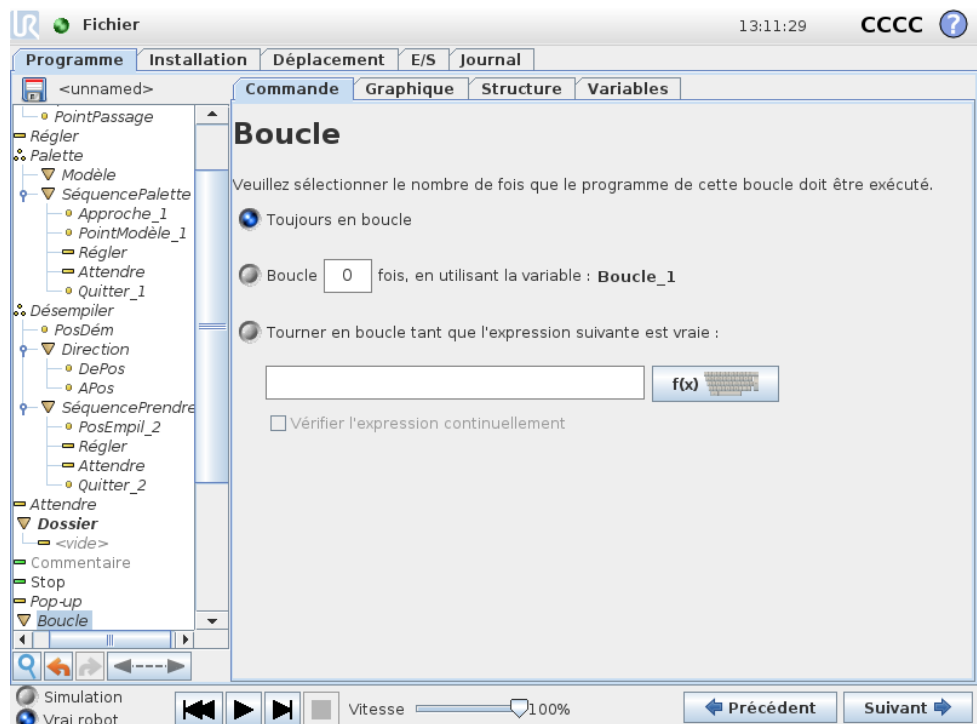 UR Fichier 13:11:29 CCCC ?
Programme Installation Déplacement E/S Journal
<unnamed>
Commande Graphique Structure Variables
PointPassage
Régler
Palette
Modèle
SéquencePalette
Approche_1
PointModèle_1
Régler
Attendre
Quitter_1
Désempiler
PosDém
Direction
DePos
APos
SéquencePrendre
PosEmpil_2
Régler
Attendre
Quitter_2
Attendre
Dossier
<vide>
Commentaire
Stop
Pop-up
Boucle
Boucle
Veuillez sélectionner le nombre de fois que le programme de cette boucle doit être exécuté.
Toujours en boucle
Boucle 0 fois, en utilisant la variable : Boucle_1
Tourner en boucle tant que l'expression suivante est vraie :
f(x)
Vérifier l'expression continuellement
Simulation
Vrai robot
Vitesse 100%
Précédent Suivant